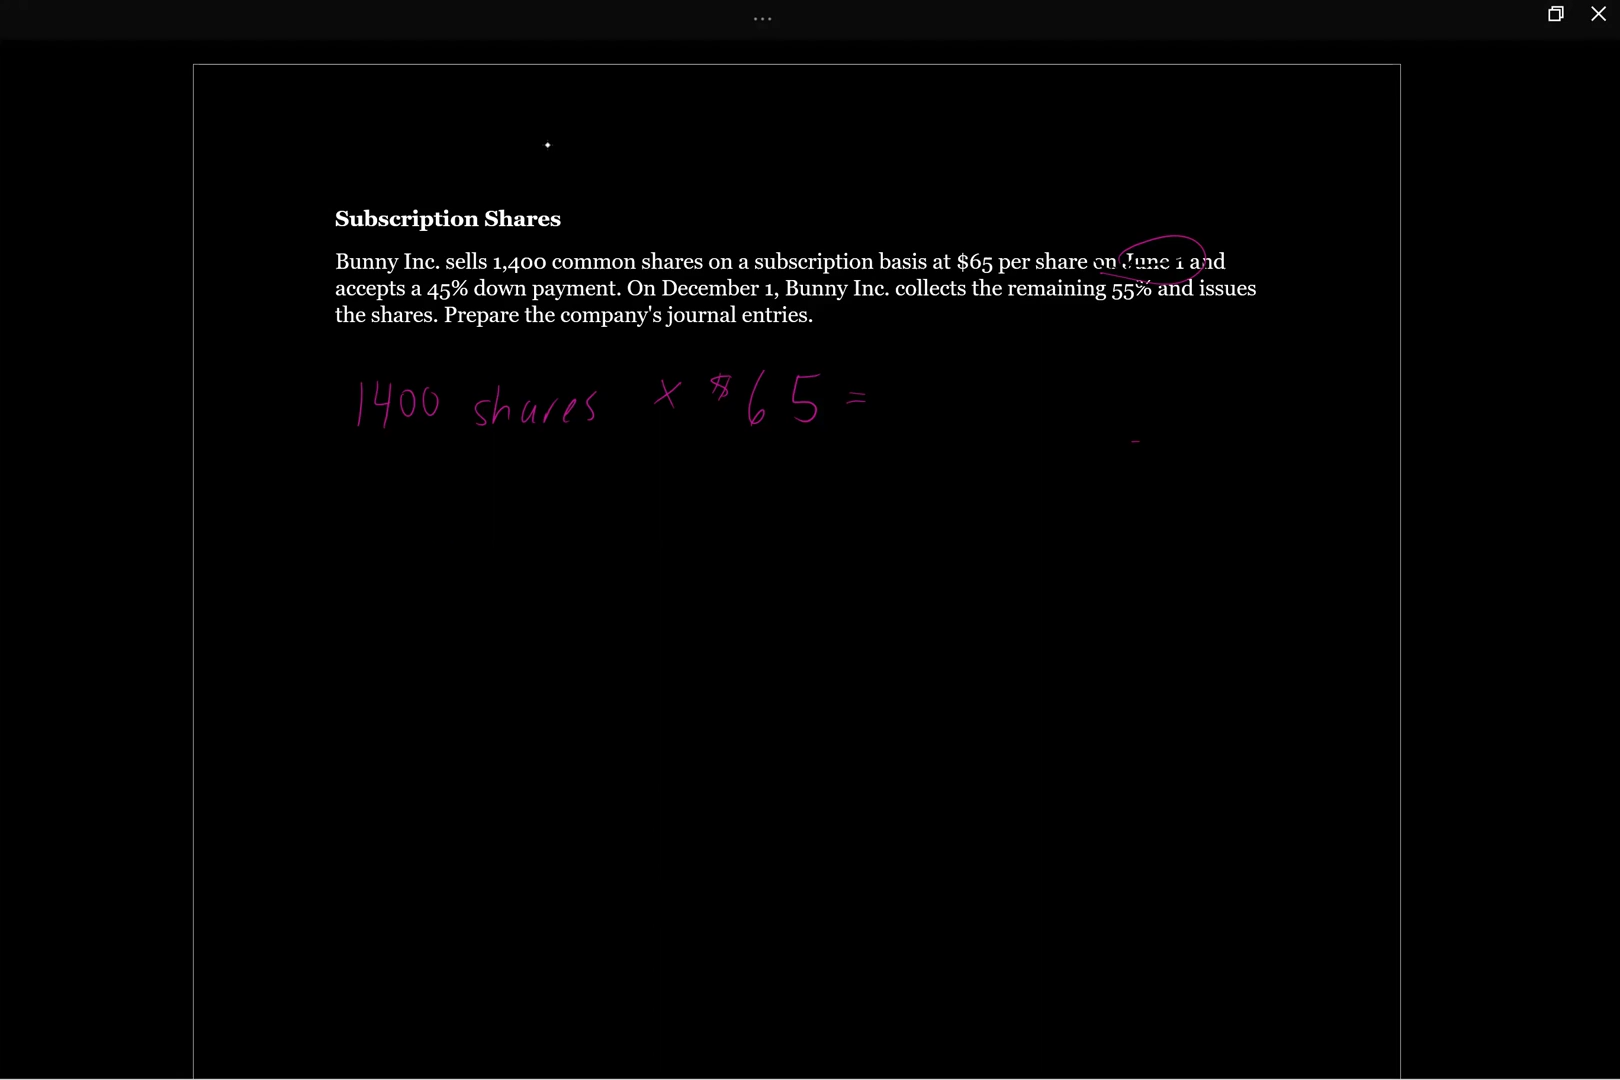 Subscription Shares
Bunny Inc. sells 1,400 common shares on a subscription basis at $65 per share on June 1 and
accepts a 45% down payment. On December 1, Bunny Inc. collects the remaining 55% and issues
the shares. Prepare the company's journal entries.
1400 shares × $65 =